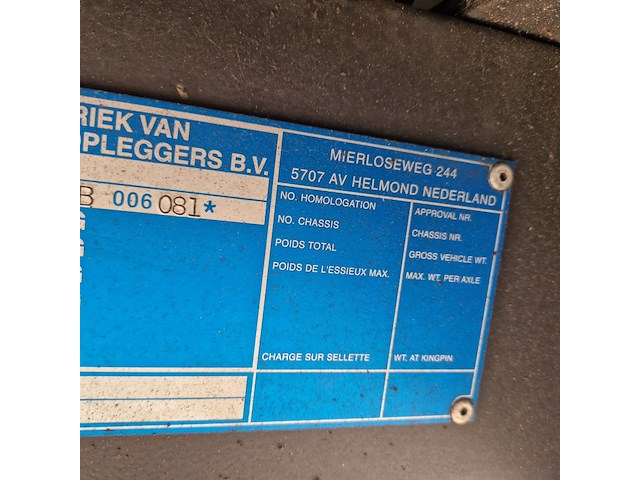 RIEK VAN
PLEGGERS B.V.
B 006 081*
G
MIERLOSEWEG 244
5707 AV HELMOND NEDERLAND
NO. HOMOLOGATION APPROVAL NR.
NO. CHASSIS CHASSIS NR.
POIDS TOTAL GROSS VEHICLE WT.
POIDS DE L'ESSIEUX MAX. MAX. WT. PER AXLE
CHARGE SUR SELLETTE WT. AT KINGPIN